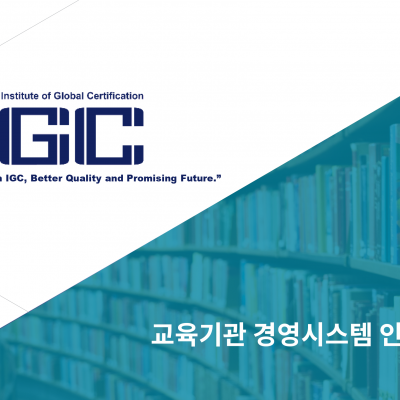 Institute of Global Certification
GC
IGC, Better Quality and Promising Future."
교육기관 경영시스템 인